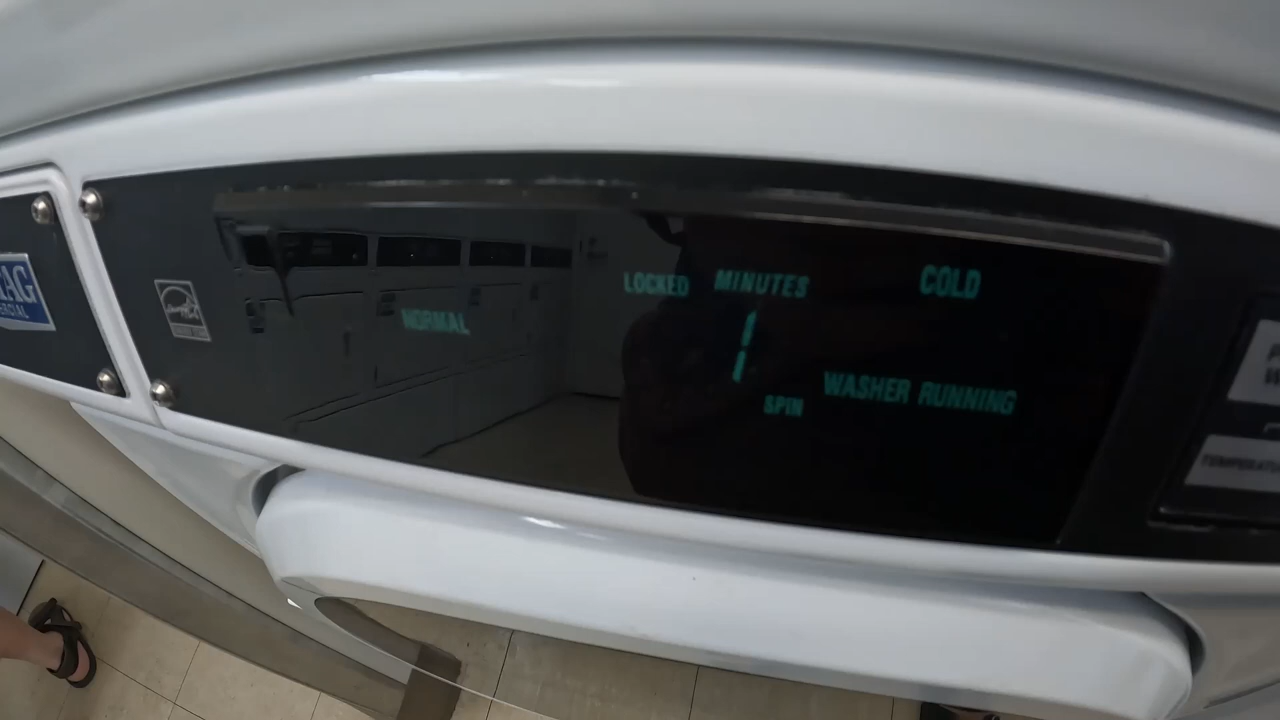 LOCKED MINUTES COLD
NORMAL
1
WASHER RUNNING
SPIN